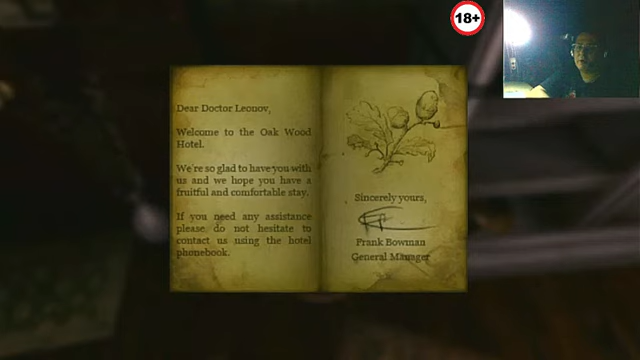 18+
Dear Doctor Leonov,
Welcome to the Oak Wood
Hotel.
We're so glad to have you with
us and we hope you have a
fruitful and comfortable stay.
If you need any assistance
please do not hesitate to
contact us using the hotel
phonebook.
Sincerely yours,
Frank Bowman
General Manager